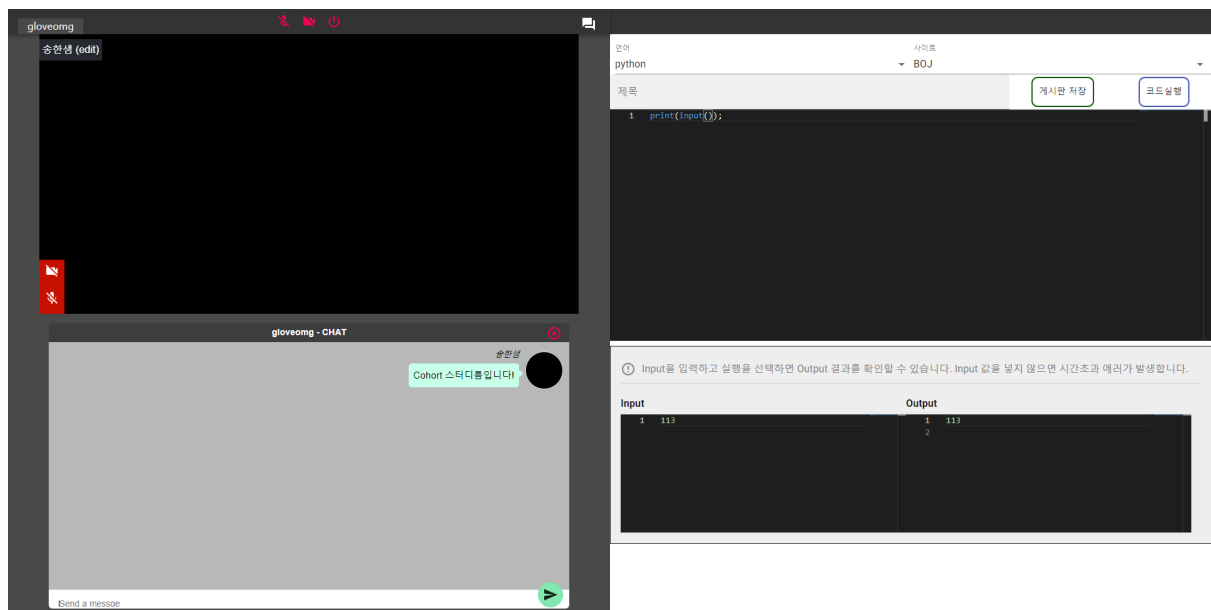 gloveomg
송한샘 (edit)
gloveomg - CHAT
송한샘
Cohort 스터디룸입니다!
Send a messge
언어
사이트
python
BOJ
제목
게시판 저장
코드실행
1 print(input());
Input을 입력하고 실행을 선택하면 Output 결과를 확인할 수 있습니다. Input 값을 넣지 않으면 시간초과 에러가 발생합니다.
Input
Output
1 113
1 113
2